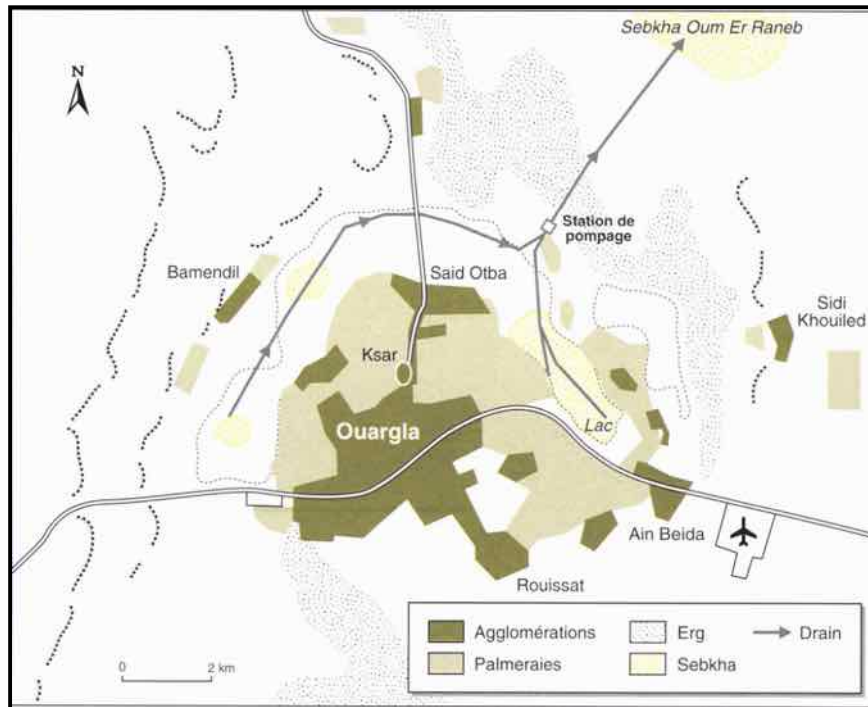 Sebkha Oum Er Raneb
N
Station de
pompage
Bamendil
Said Otba
Sidi
Khouiled
Ksar
Ouargla
Lac
Ain Beida
Rouissat
0 2 km
Agglomérations
Erg
Drain
Palmeraies
Sebkha